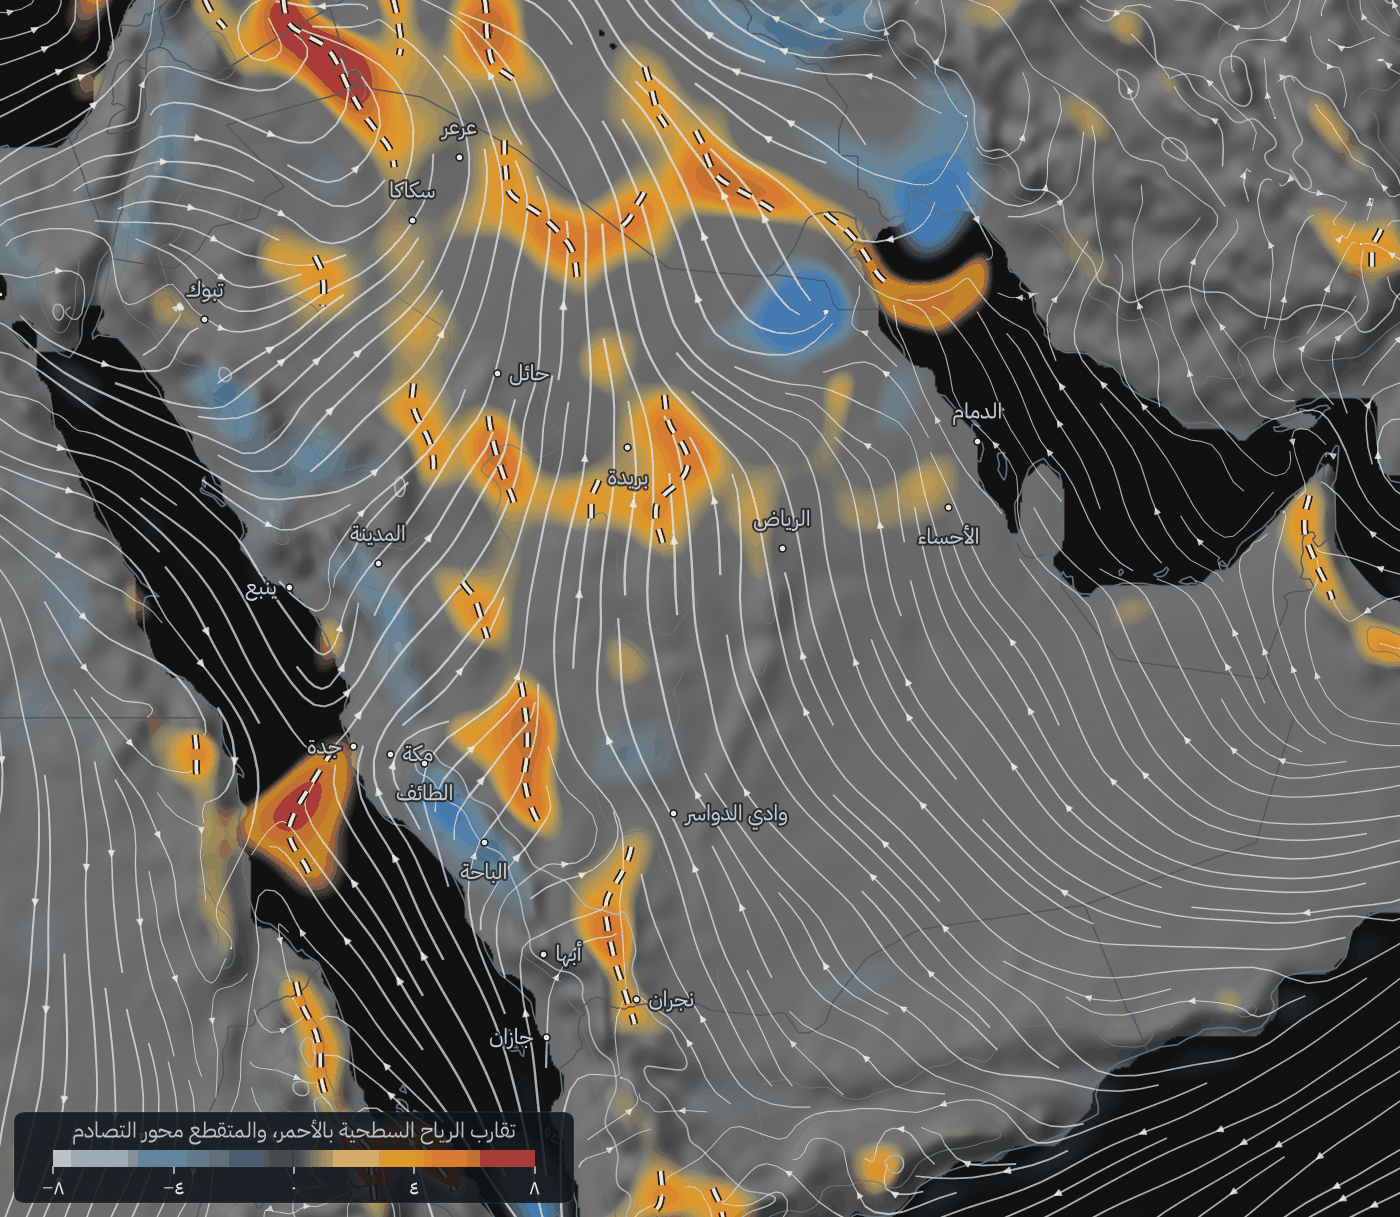 عرعر
سكاكا
تبوك
حائل
الدمام
بريدة
الرياض
الأحساء
المدينة
ينبع
جدة
مكة
الطائف
وادي الدواسر
الباحة
أبها
نجران
جازان
تقارب الرياح السطحية بالأحمر، والمتقطع محور التصادم
−٨ −٤ ٠ ٤ ٨